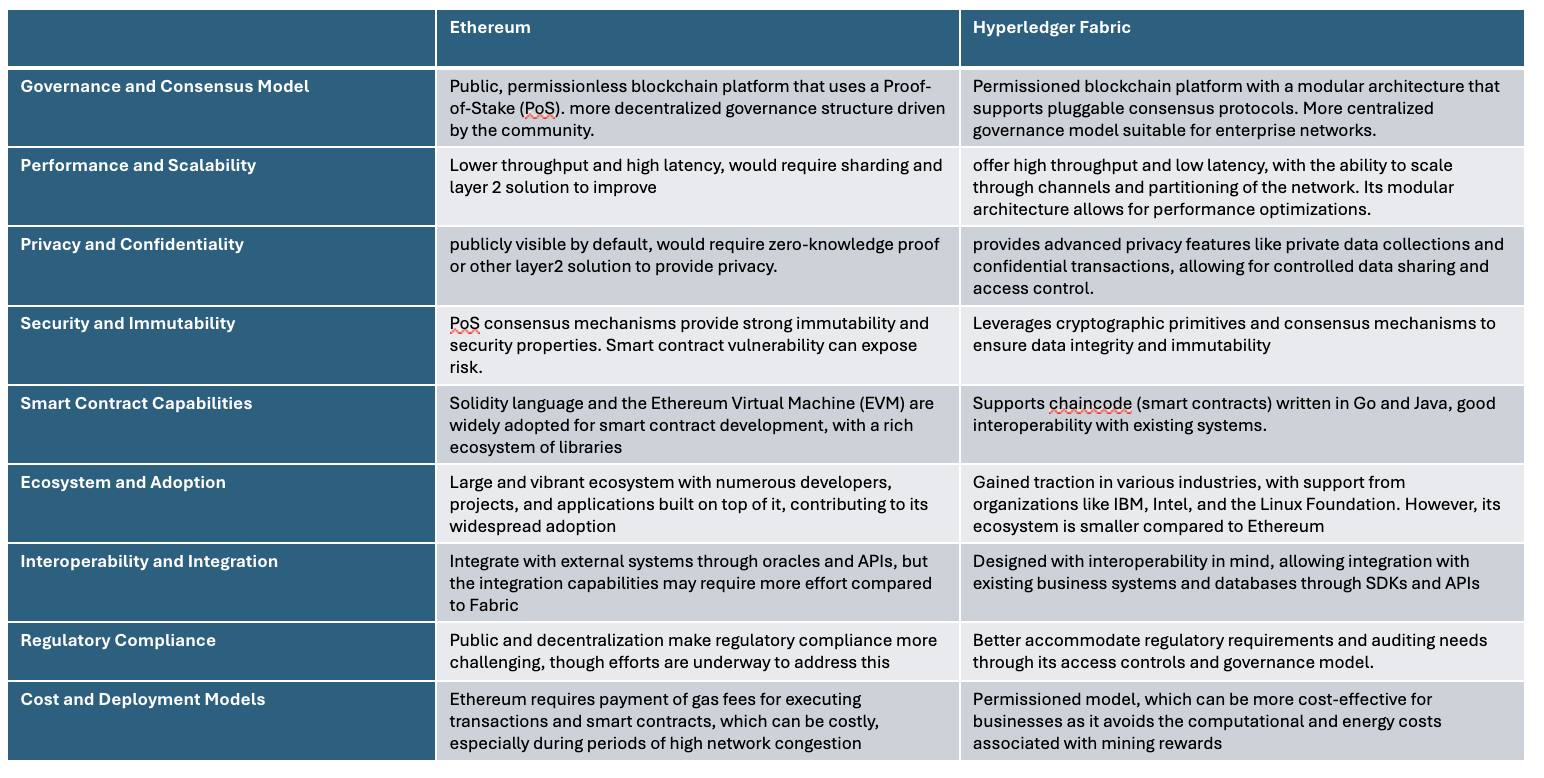 Ethereum
Hyperledger Fabric
Governance and Consensus Model
Public, permissionless blockchain platform that uses a Proof-
of-Stake (PoS). more decentralized governance structure driven
by the community.
Permissioned blockchain platform with a modular architecture that
supports pluggable consensus protocols. More centralized
governance model suitable for enterprise networks.
Performance and Scalability
Lower throughput and high latency, would require sharding and
layer 2 solution to improve
offer high throughput and low latency, with the ability to scale
through channels and partitioning of the network. Its modular
architecture allows for performance optimizations.
Privacy and Confidentiality
publicly visible by default, would require zero-knowledge proof
or other layer2 solution to provide privacy.
provides advanced privacy features like private data collections and
confidential transactions, allowing for controlled data sharing and
access control.
Security and Immutability
PoS consensus mechanisms provide strong immutability and
security properties. Smart contract vulnerability can expose
risk.
Leverages cryptographic primitives and consensus mechanisms to
ensure data integrity and immutability
Smart Contract Capabilities
Solidity language and the Ethereum Virtual Machine (EVM) are
widely adopted for smart contract development, with a rich
ecosystem of libraries
Supports chaincode (smart contracts) written in Go and Java, good
interoperability with existing systems.
Ecosystem and Adoption
Large and vibrant ecosystem with numerous developers,
projects, and applications built on top of it, contributing to its
widespread adoption
Gained traction in various industries, with support from
organizations like IBM, Intel, and the Linux Foundation. However, its
ecosystem is smaller compared to Ethereum
Interoperability and Integration
Integrate with external systems through oracles and APIs, but
the integration capabilities may require more effort compared
to Fabric
Designed with interoperability in mind, allowing integration with
existing business systems and databases through SDKs and APIs
Regulatory Compliance
Public and decentralization make regulatory compliance more
challenging, though efforts are underway to address this
Better accommodate regulatory requirements and auditing needs
through its access controls and governance model.
Cost and Deployment Models
Ethereum requires payment of gas fees for executing
transactions and smart contracts, which can be costly,
especially during periods of high network congestion
Permissioned model, which can be more cost-effective for
businesses as it avoids the computational and energy costs
associated with mining rewards